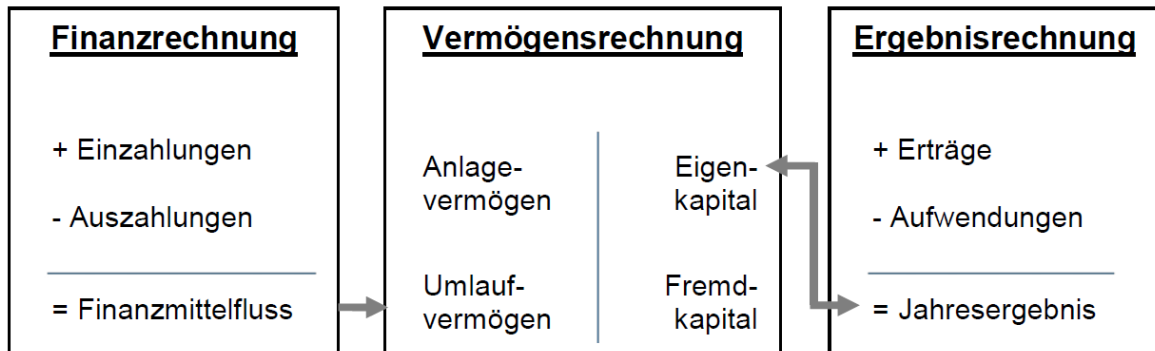 Finanzrechnung
+ Einzahlungen
- Auszahlungen
= Finanzmittelfluss
Vermögensrechnung
Anlage-
vermögen
Eigen-
kapital
Umlauf-
vermögen
Fremd-
kapital
Ergebnisrechnung
+ Erträge
- Aufwendungen
= Jahresergebnis